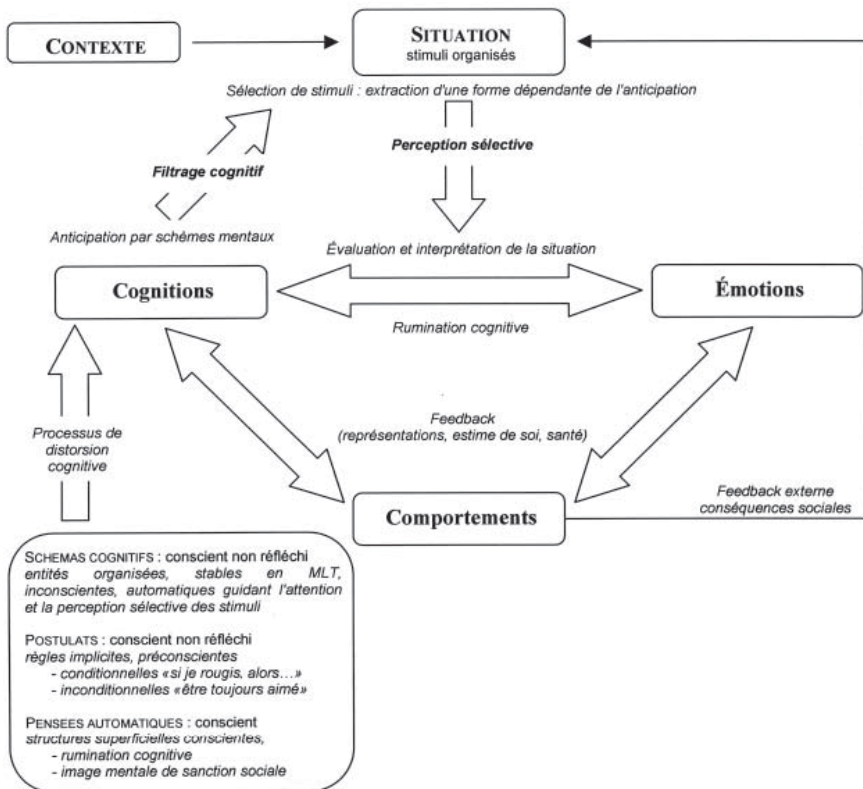 CONTEXTE
SITUATION
stimuli organisés
Sélection de stimuli : extraction d'une forme dépendante de l'anticipation
Perception sélective
Filtrage cognitif
Anticipation par schèmes mentaux
Évaluation et interprétation de la situation
Cognitions
Émotions
Rumination cognitive
Processus de
distorsion
cognitive
Feedback
(représentations, estime de soi, santé)
Comportements
Feedback externe
conséquences sociales
SCHEMAS COGNITIFS : conscient non réfléchi
entités organisées, stables en MLT,
inconscientes, automatiques guidant l'attention
et la perception sélective des stimuli
POSTULATS : conscient non réfléchi
règles implicites, préconscientes
- conditionnelles «si je rougis, alors…»
- inconditionnelles «être toujours aimé»
PENSEES AUTOMATIQUES : conscient
structures superficielles conscientes,
- rumination cognitive
- image mentale de sanction sociale